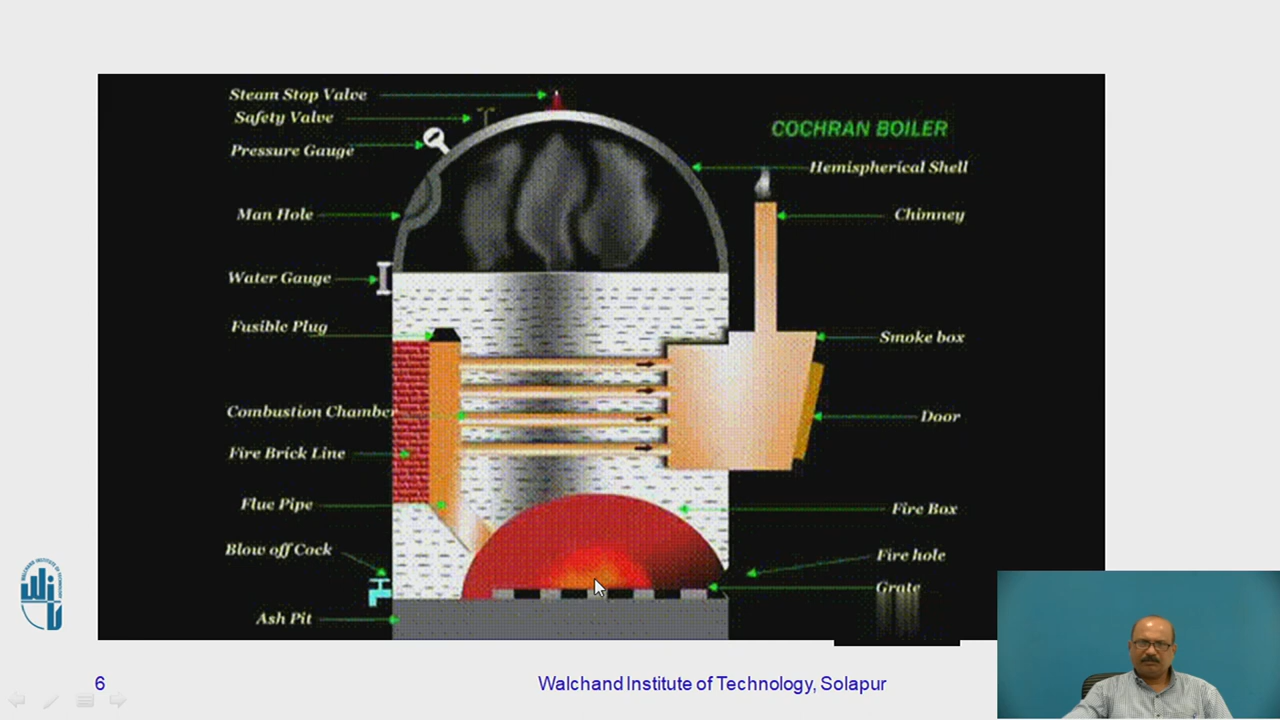 Steam Stop Valve
Safety Valve
COCHRAN BOILER
Pressure Gauge
Hemispherical Shell
Man Hole
Chimney
Water Gauge
Fusible Plug
Smoke box
Combustion Chamber
Door
Fire Brick Line
Flue Pipe
Fire Box
Blow off Cock
Fire hole
Grate
Ash Pit
6
Walchand Institute of Technology, Solapur